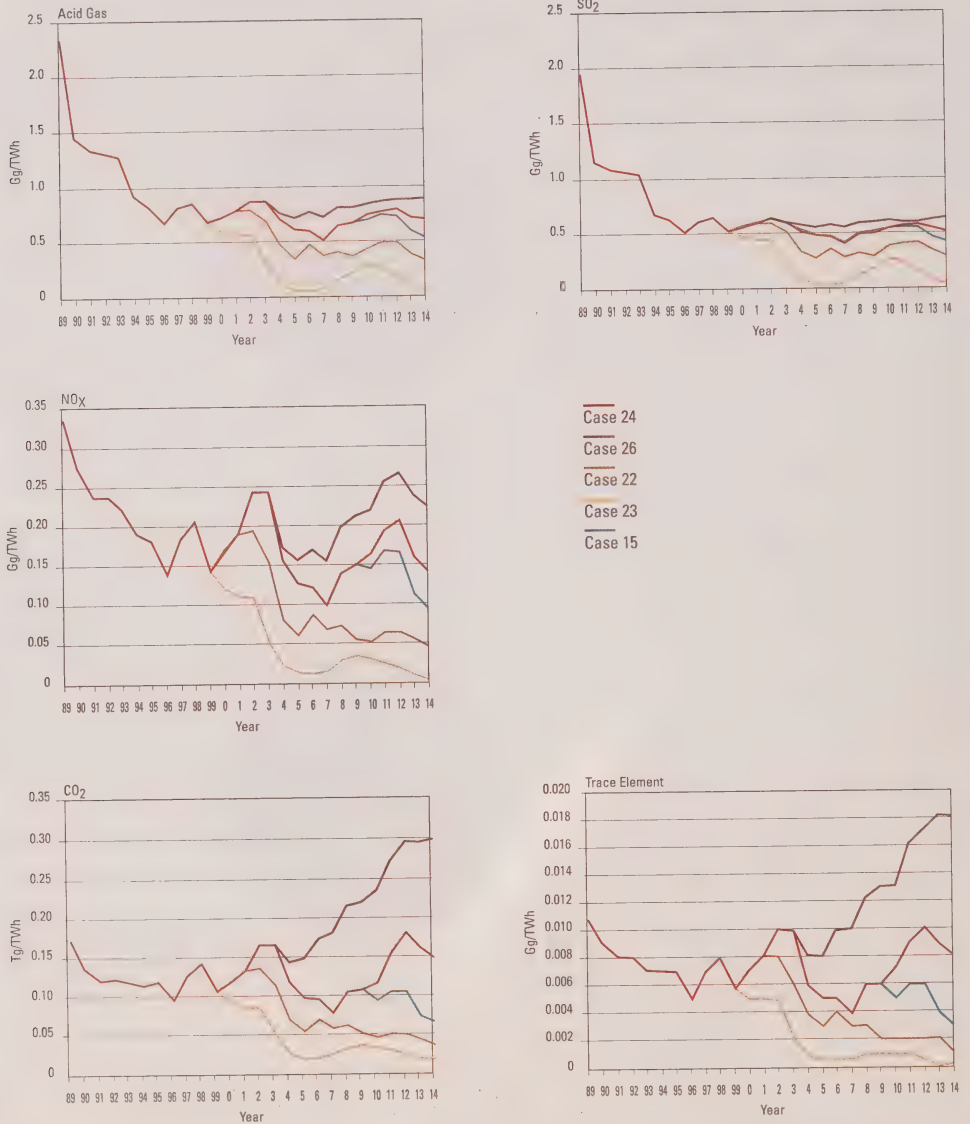 Acid Gas
2.5
2.0
1.5
1.0
0.5
0
Gg/TWh
89 90 91 92 93 94 95 96 97 98 99 0 1 2 3 4 5 6 7 8 9 10 11 12 13 14
Year
SO2
2.5
2.0
1.5
1.0
0.5
0
Gg/TWh
89 90 91 92 93 94 95 96 97 98 99 0 1 2 3 4 5 6 7 8 9 10 11 12 13 14
Year
NOX
0.35
0.30
0.25
0.20
0.15
0.10
0.05
0
Gg/TWh
89 90 91 92 93 94 95 96 97 98 99 0 1 2 3 4 5 6 7 8 9 10 11 12 13 14
Year
Case 24
Case 26
Case 22
Case 23
Case 15
CO2
0.35
0.30
0.25
0.20
0.15
0.10
0.05
0
Tg/TWh
89 90 91 92 93 94 95 96 97 98 99 0 1 2 3 4 5 6 7 8 9 10 11 12 13 14
Year
Trace Element
0.020
0.018
0.016
0.014
0.012
0.010
0.008
0.006
0.004
0.002
0
Gg/TWh
89 90 91 92 93 94 95 96 97 98 99 0 1 2 3 4 5 6 7 8 9 10 11 12 13 14
Year